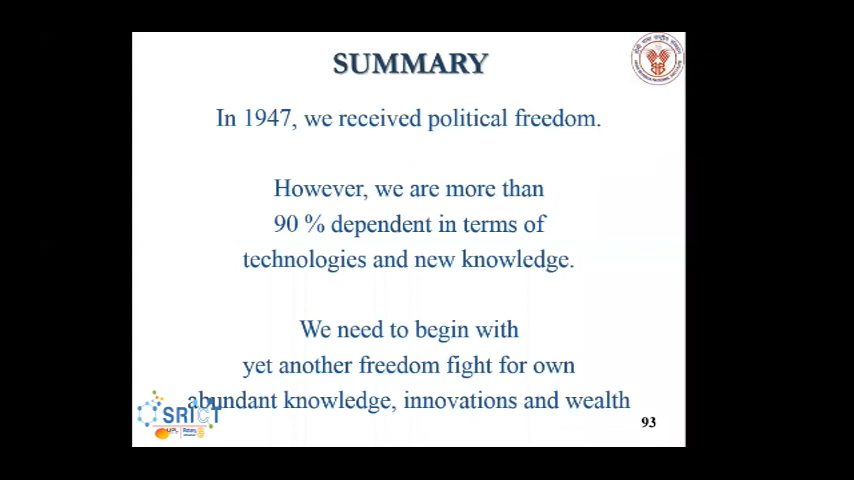 SUMMARY
In 1947, we received political freedom.
However, we are more than
90 % dependent in terms of
technologies and new knowledge.
We need to begin with
yet another freedom fight for own
abundant knowledge, innovations and wealth
SRICT
UPL Rotary
93